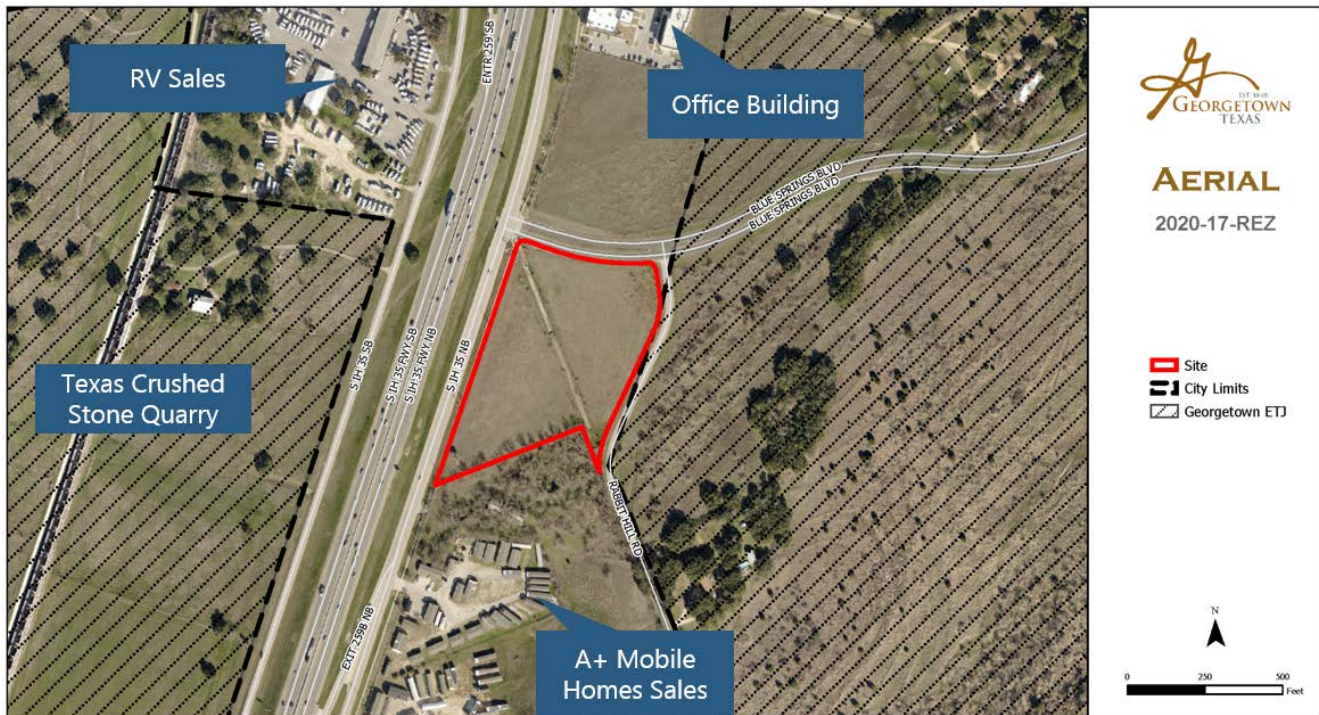 RV Sales
ENTR 259 SB
Office Building
BLUE SPRINGS BLVD
BLUE SPRINGS BLVD
S IH 35 SB
S IH 35 FWY SB
S IH 35 FWY NB
S IH 35 NB
Texas Crushed
Stone Quarry
RABBIT HILL RD
EXIT 259B NB
A+ Mobile
Homes Sales
G
EST. 1848
GEORGETOWN
TEXAS
AERIAL
2020-17-REZ
Site
City Limits
Georgetown ETJ
N
0 250 500
Feet